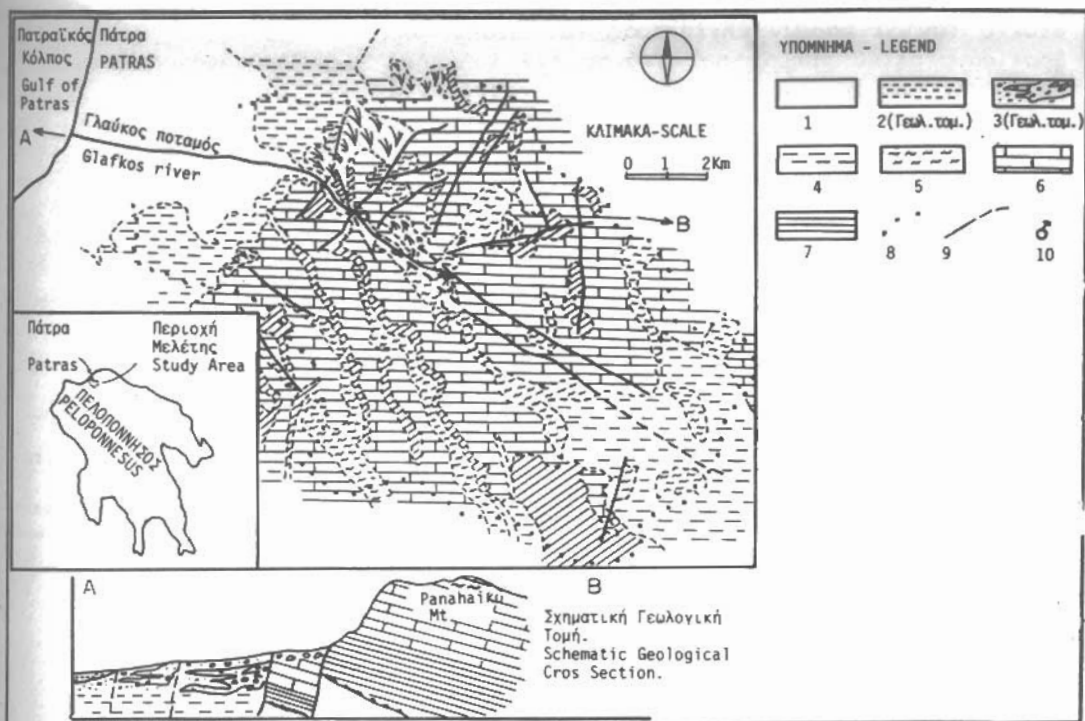 Πατραϊκός
Κόλπος
Gulf of
Patras
Πάτρα
PATRAS
A
Γλαύκος ποταμός
Glafkos river
ΚΛΙΜΑΚΑ-SCALE
0 1 2Km
B
Πάτρα
Patras
Περιοχή
Μελέτης
Study Area
ΠΕΛΟΠΟΝΝΗΣΟΣ
PELOPONNESUS
ΥΠΟΜΝΗΜΑ - LEGEND
1 2(Γεωλ.τομ.) 3(Γεωλ.τομ.)
4 5 6
7 8 9 10
A
B
Panahaiku
Mt.
Σχηματική Γεωλογική
Τομή.
Schematic Geological
Cros Section.